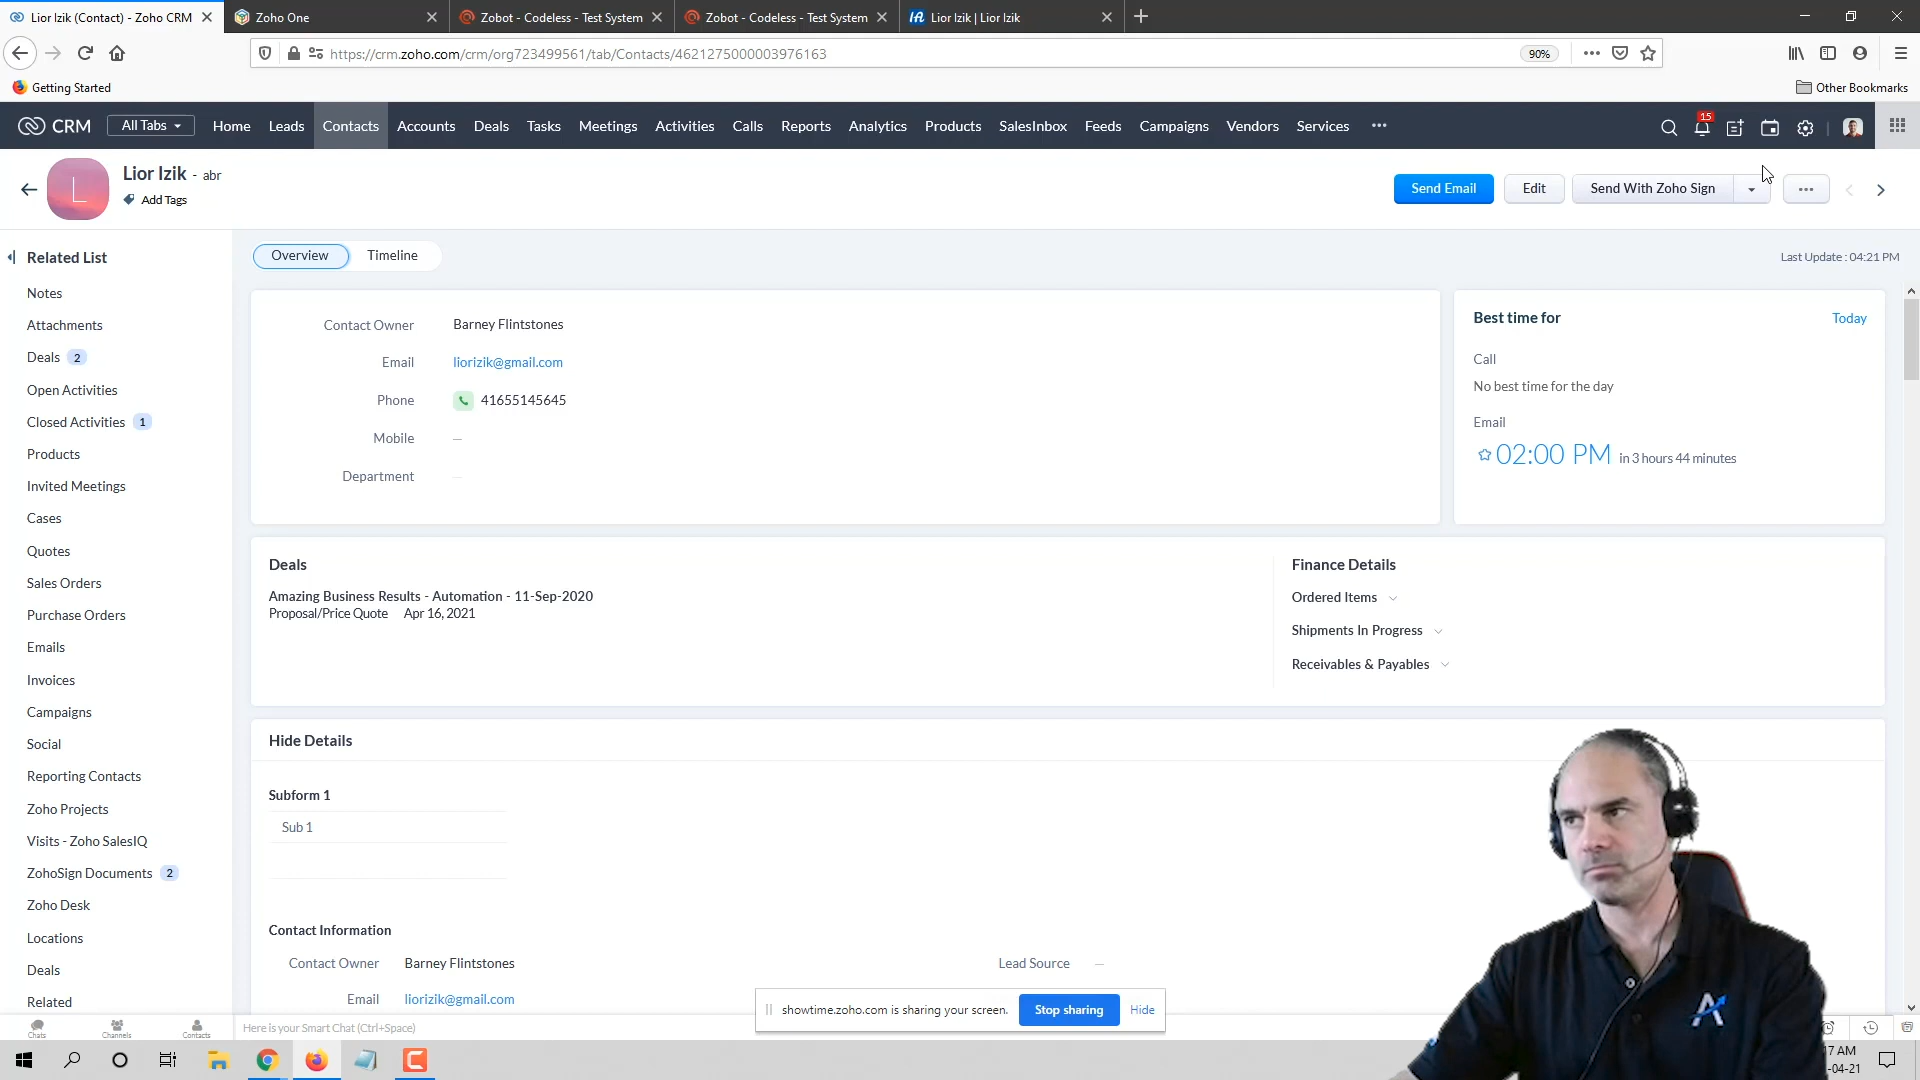 Lior Izik (Contact) - Zoho CRM
Zoho One
Zobot - Codeless - Test System
Zobot - Codeless - Test System
Lior Izik | Lior Izik
https://crm.zoho.com/crm/org723499561/tab/Contacts/4621275000003976163
90%
Getting Started
Other Bookmarks
CRM
All Tabs
Home
Leads
Contacts
Accounts
Deals
Tasks
Meetings
Activities
Calls
Reports
Analytics
Products
SalesInbox
Feeds
Campaigns
Vendors
Services
15
L
Lior Izik - abr
Add Tags
Send Email
Edit
Send With Zoho Sign
Related List
Overview
Timeline
Last Update : 04:21 PM
Notes
Attachments
Deals 2
Open Activities
Closed Activities 1
Products
Invited Meetings
Cases
Quotes
Sales Orders
Purchase Orders
Emails
Invoices
Campaigns
Social
Reporting Contacts
Zoho Projects
Visits - Zoho SalesIQ
ZohoSign Documents 2
Zoho Desk
Locations
Deals
Related
Contact Owner Barney Flintstones
Email liorizik@gmail.com
Phone 41655145645
Mobile —
Department —
Best time for
Today
Call
No best time for the day
Email
02:00 PM in 3 hours 44 minutes
Deals
Amazing Business Results - Automation - 11-Sep-2020
Proposal/Price Quote Apr 16, 2021
Finance Details
Ordered Items
Shipments In Progress
Receivables & Payables
Hide Details
Subform 1
Sub 1
Contact Information
Contact Owner Barney Flintstones
Lead Source —
Email liorizik@gmail.com
showtime.zoho.com is sharing your screen.
Stop sharing
Hide
Chats
Channels
Contacts
Here is your Smart Chat (Ctrl+Space)
17 AM
-04-21